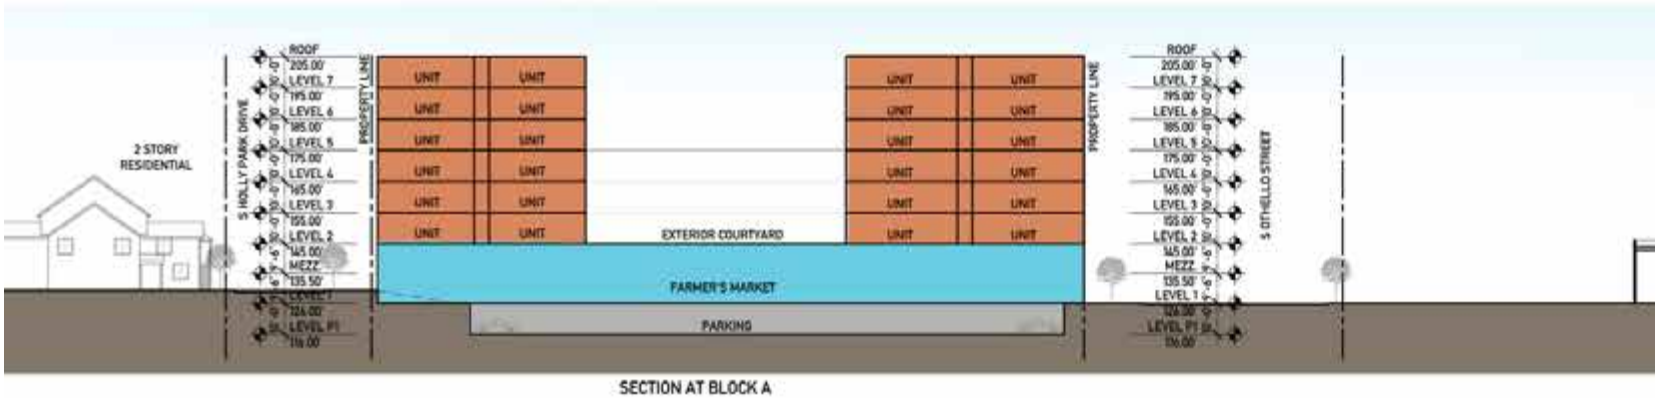 ROOF
205.00'
LEVEL 7
195.00'
LEVEL 6
185.00'
LEVEL 5
175.00'
LEVEL 4
165.00'
LEVEL 3
155.00'
LEVEL 2
145.00'
MEZZ
135.50'
LEVEL 1
126.00'
LEVEL P1
116.00'
2 STORY
RESIDENTIAL
S HOLLY PARK DRIVE
PROPERTY LINE
UNIT UNIT UNIT UNIT
UNIT UNIT UNIT UNIT
UNIT UNIT UNIT UNIT
UNIT UNIT UNIT UNIT
UNIT UNIT UNIT UNIT
UNIT UNIT UNIT UNIT
EXTERIOR COURTYARD
FARMER'S MARKET
PARKING
PROPERTY LINE
ROOF
205.00'
LEVEL 7
195.00'
LEVEL 6
185.00'
LEVEL 5
175.00'
LEVEL 4
165.00'
LEVEL 3
155.00'
LEVEL 2
145.00'
MEZZ
135.50'
LEVEL 1
126.00'
LEVEL P1
116.00'
S OTHELLO STREET
SECTION AT BLOCK A